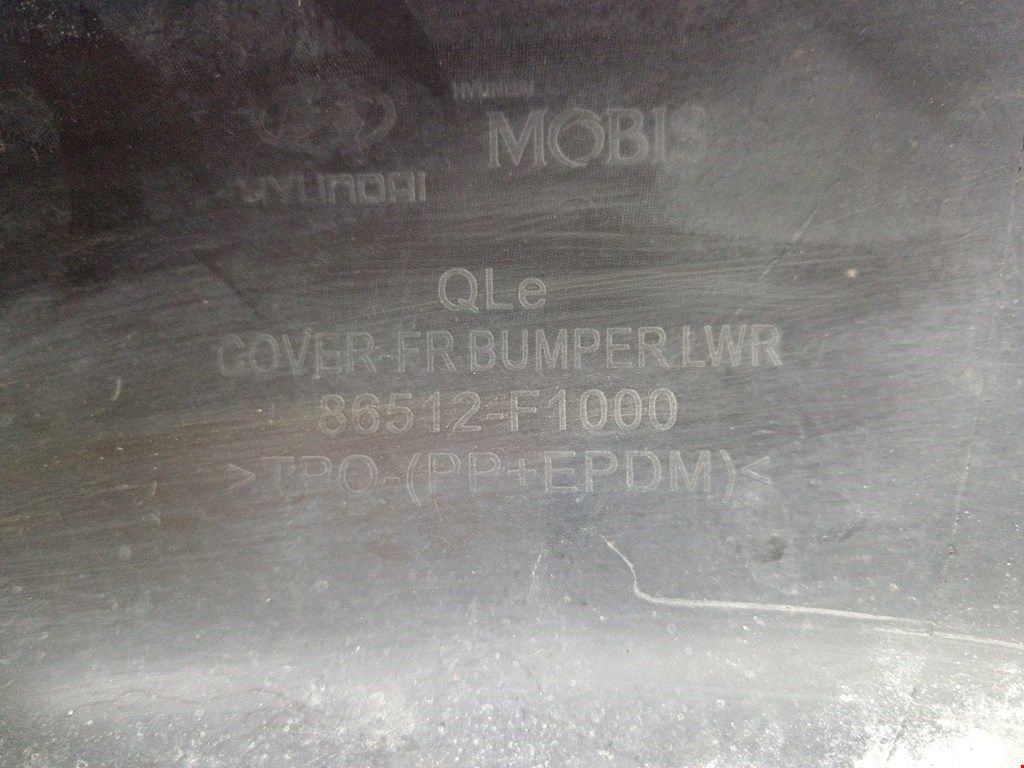 HYUNDAI
HYUNDAI
MOBIS
QLe
COVER-FR BUMPER.LWR
86512-F1000
>TPO-(PP+EPDM)<